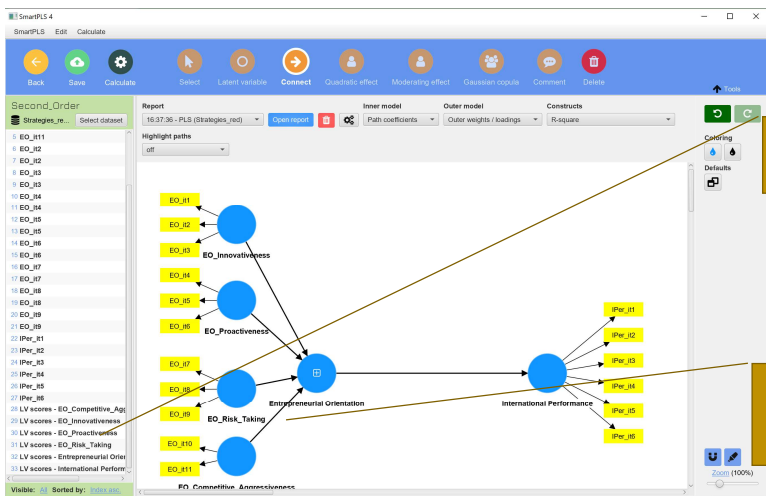 SmartPLS 4
SmartPLS Edit Calculate
Back Save Calculate Select Latent variable Connect Quadratic effect Moderating effect Gaussian copula Comment Delete
Tools
Second_Order
Strategies_re... Select dataset
Report Inner model Outer model Constructs
16:37:36 - PLS (Strategies_red) Open report Path coefficients Outer weights / loadings R-square
Highlight paths
off
Coloring
Defaults
5 EO_it11
6 EO_it2
7 EO_it2
8 EO_it3
9 EO_it3
10 EO_it4
11 EO_it4
12 EO_it5
13 EO_it5
14 EO_it6
15 EO_it6
16 EO_it7
17 EO_it7
18 EO_it8
19 EO_it8
20 EO_it9
21 EO_it9
22 IPer_it1
23 IPer_it2
24 IPer_it3
25 IPer_it4
26 IPer_it5
27 IPer_it6
28 LV scores - EO_Competitive_Agg
29 LV scores - EO_Innovativeness
30 LV scores - EO_Proactiveness
31 LV scores - EO_Risk_Taking
32 LV scores - Entrepreneurial Orien
33 LV scores - International Perform
Visible: All Sorted by: Index asc.
EO_it1
EO_it2
EO_it3
EO_Innovativeness
EO_it4
EO_it5
EO_it6
EO_Proactiveness
EO_it7
EO_it8
EO_it9
EO_Risk_Taking
EO_it10
EO_it11
EO_Competitive_Aggressiveness
Entrepreneurial Orientation
International Performance
IPer_it1
IPer_it2
IPer_it3
IPer_it4
IPer_it5
IPer_it6
Zoom (100%)